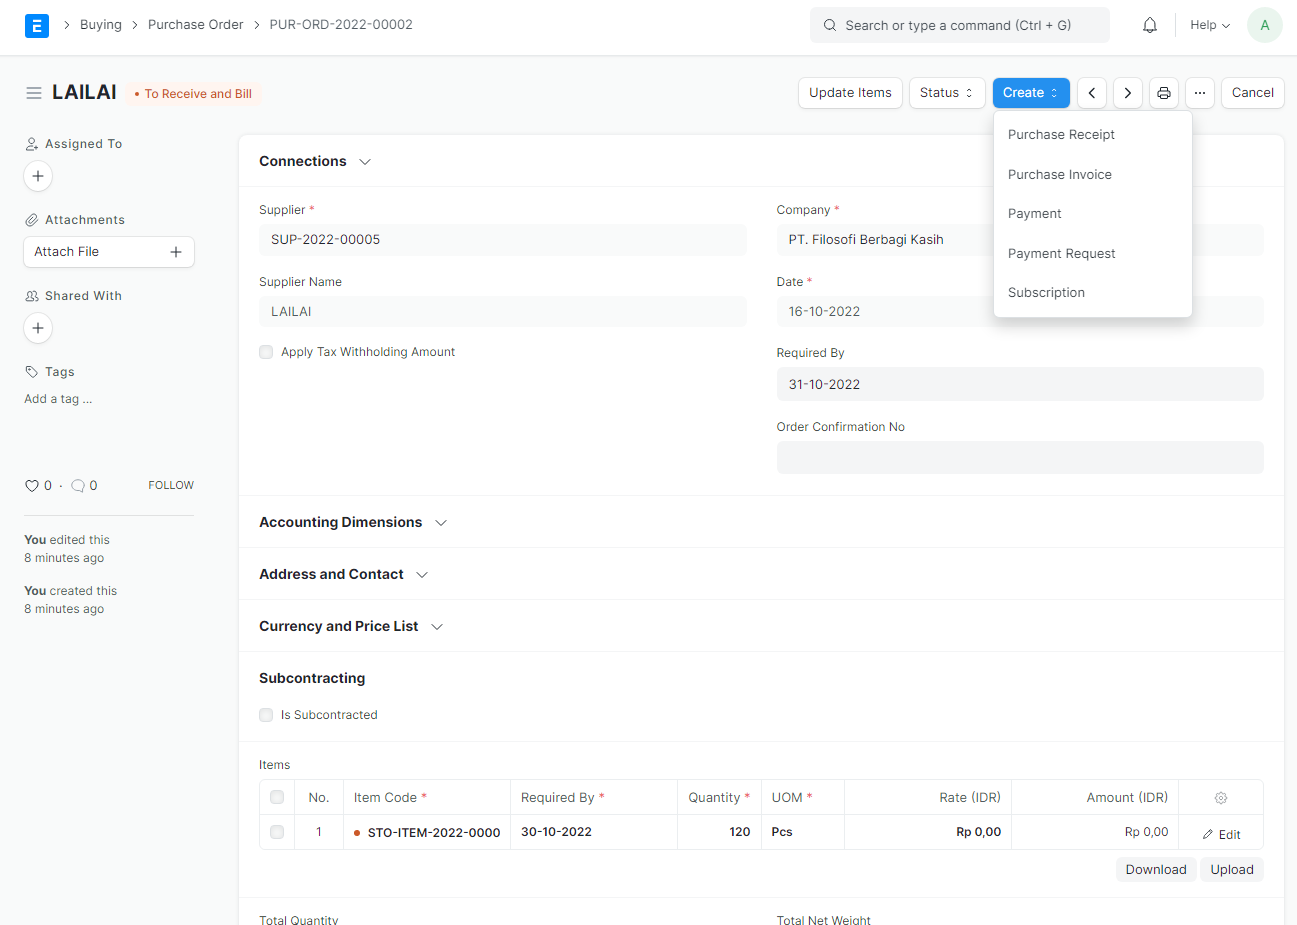 E Buying Purchase Order PUR-ORD-2022-00002 Search or type a command (Ctrl + G) Help A
LAILAI • To Receive and Bill Update Items Status Create ... Cancel
Purchase Receipt
Purchase Invoice
Payment
Payment Request
Subscription
Assigned To
+
Attachments
Attach File +
Shared With
+
Tags
Add a tag ...
0 · 0 FOLLOW
You edited this
8 minutes ago
You created this
8 minutes ago
Connections
Supplier *
SUP-2022-00005
Supplier Name
LAILAI
Apply Tax Withholding Amount
Company *
PT. Filosofi Berbagi Kasih
Date *
16-10-2022
Required By
31-10-2022
Order Confirmation No
Accounting Dimensions
Address and Contact
Currency and Price List
Subcontracting
Is Subcontracted
Items
No. Item Code * Required By * Quantity * UOM * Rate (IDR) Amount (IDR)
1 • STO-ITEM-2022-0000 30-10-2022 120 Pcs Rp 0,00 Rp 0,00 Edit
Download Upload
Total Quantity Total Net Weight